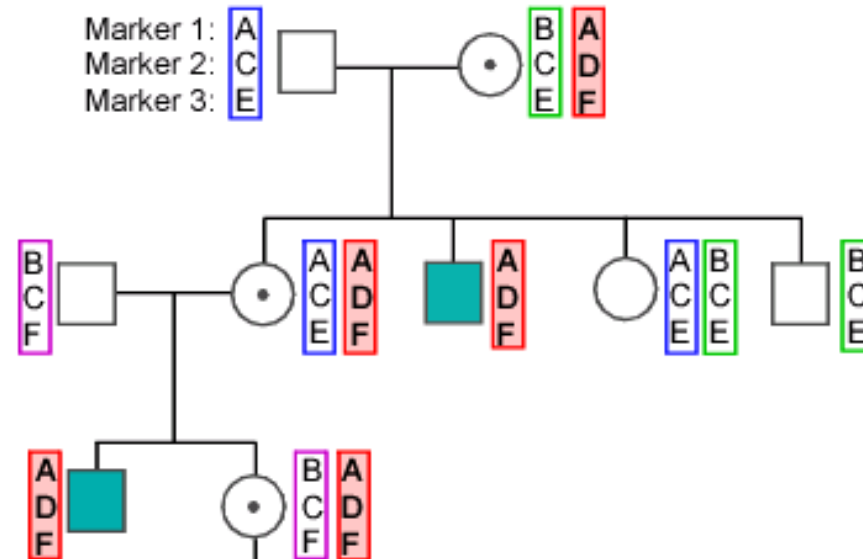 Marker 1: A B A
Marker 2: C C D
Marker 3: E E F
B A A A A B B
C C D D C C C
F E F F E E E
A B A
D C D
F F F